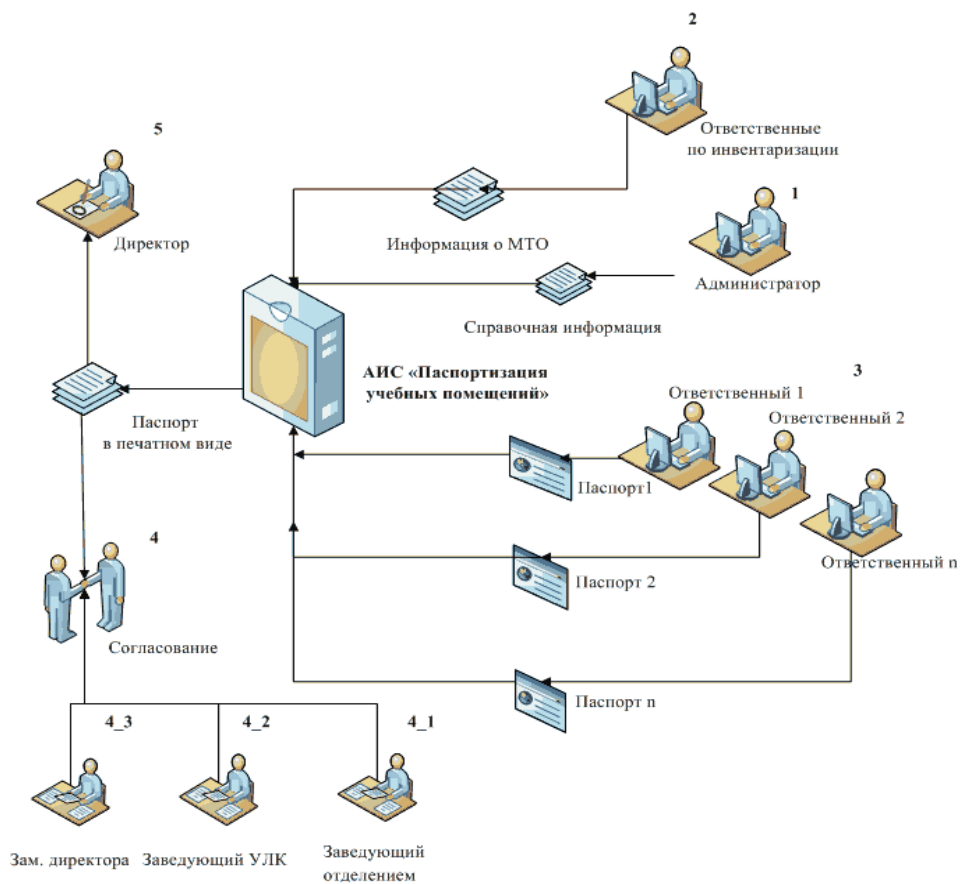 2
Ответственные
по инвентаризации
5
Директор
Информация о МТО
1
Администратор
Справочная информация
АИС «Паспортизация
учебных помещений»
3
Ответственный 1
Ответственный 2
Ответственный n
Паспорт
в печатном виде
Паспорт1
Паспорт 2
Паспорт n
4
Согласование
4_3
4_2
4_1
Зам. директора
Заведующий УЛК
Заведующий
отделением